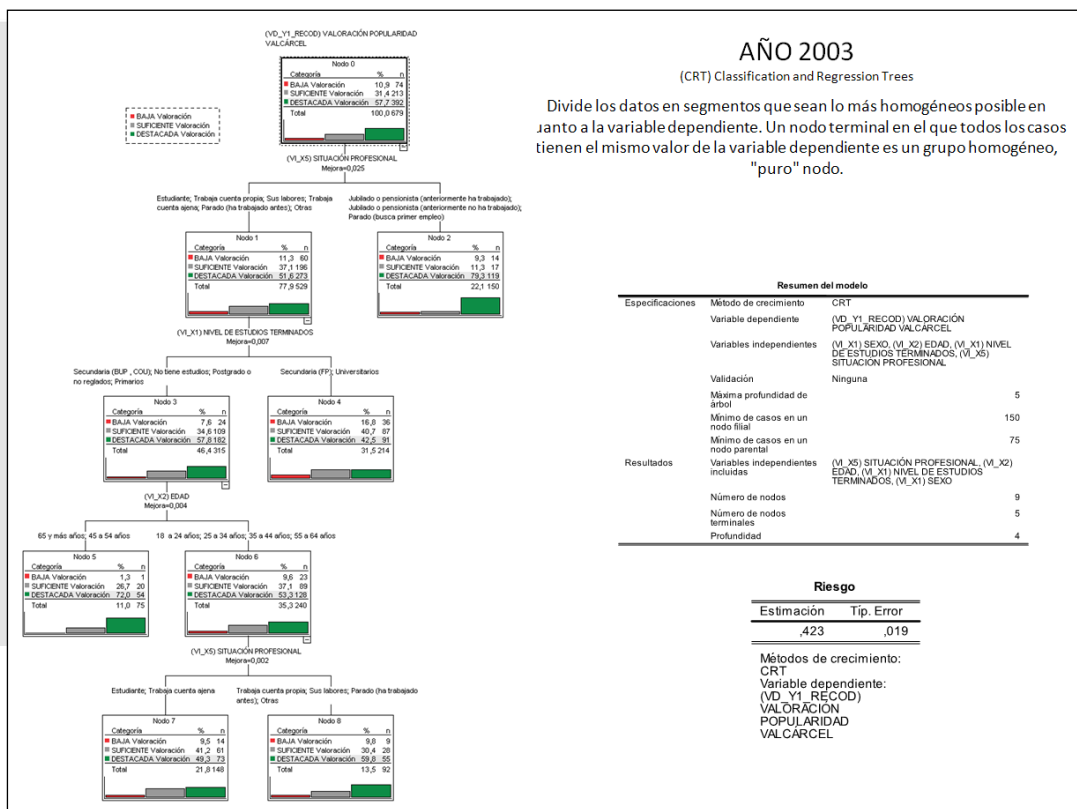 (VD_Y1_RECOD) VALORACIÓN POPULARIDAD
VALCÁRCEL
Nodo 0
Categoría % n
BAJA Valoración 10,9 74
SUFICIENTE Valoración 31,4 213
DESTACADA Valoración 57,7 392
Total 100,0 679
BAJA Valoración
SUFICIENTE Valoración
DESTACADA Valoración
(VI_X5) SITUACIÓN PROFESIONAL
Mejora=0,025
Estudiante; Trabaja cuenta propia; Sus labores; Trabaja
cuenta ajena; Parado (ha trabajado antes); Otras
Jubilado o pensionista (anteriormente ha trabajado);
Jubilado o pensionista (anteriormente no ha trabajado);
Parado (busca primer empleo)
Nodo 1
Categoría % n
BAJA Valoración 11,3 60
SUFICIENTE Valoración 37,1 196
DESTACADA Valoración 51,6 273
Total 77,9 529
Nodo 2
Categoría % n
BAJA Valoración 9,3 14
SUFICIENTE Valoración 11,3 17
DESTACADA Valoración 79,3 119
Total 22,1 150
(VI_X1) NIVEL DE ESTUDIOS TERMINADOS
Mejora=0,007
Secundaria (BUP , COU); No tiene estudios; Postgrado o
no reglados; Primarios
Secundaria (FP); Universitarios
Nodo 3
Categoría % n
BAJA Valoración 7,6 24
SUFICIENTE Valoración 34,6 109
DESTACADA Valoración 57,8 182
Total 46,4 315
Nodo 4
Categoría % n
BAJA Valoración 16,8 36
SUFICIENTE Valoración 40,7 87
DESTACADA Valoración 42,5 91
Total 31,5 214
(VI_X2) EDAD
Mejora=0,004
65 y más años; 45 a 54 años
18 a 24 años; 25 a 34 años; 35 a 44 años; 55 a 64 años
Nodo 5
Categoría % n
BAJA Valoración 1,3 1
SUFICIENTE Valoración 26,7 20
DESTACADA Valoración 72,0 54
Total 11,0 75
Nodo 6
Categoría % n
BAJA Valoración 9,6 23
SUFICIENTE Valoración 37,1 89
DESTACADA Valoración 53,3 128
Total 35,3 240
(VI_X5) SITUACIÓN PROFESIONAL
Mejora=0,002
Estudiante; Trabaja cuenta ajena
Trabaja cuenta propia; Sus labores; Parado (ha trabajado
antes); Otras
Nodo 7
Categoría % n
BAJA Valoración 9,5 14
SUFICIENTE Valoración 41,2 61
DESTACADA Valoración 49,3 73
Total 21,8 148
Nodo 8
Categoría % n
BAJA Valoración 9,8 9
SUFICIENTE Valoración 30,4 28
DESTACADA Valoración 59,8 55
Total 13,5 92
AÑO 2003
(CRT) Classification and Regression Trees
Divide los datos en segmentos que sean lo más homogéneos posible en
uanto a la variable dependiente. Un nodo terminal en el que todos los casos
tienen el mismo valor de la variable dependiente es un grupo homogéneo,
"puro" nodo.
Resumen del modelo
Especificaciones Método de crecimiento CRT
Variable dependiente (VD_Y1_RECOD) VALORACIÓN
POPULARIDAD VALCÁRCEL
Variables independientes (VI_X1) SEXO, (VI_X2) EDAD, (VI_X1) NIVEL
DE ESTUDIOS TERMINADOS, (VI_X5)
SITUACIÓN PROFESIONAL
Validación Ninguna
Máxima profundidad de
árbol 5
Mínimo de casos en un
nodo filial 150
Mínimo de casos en un
nodo parental 75
Resultados Variables independientes
incluidas (VI_X5) SITUACIÓN PROFESIONAL, (VI_X2)
EDAD, (VI_X1) NIVEL DE ESTUDIOS
TERMINADOS, (VI_X1) SEXO
Número de nodos 9
Número de nodos
terminales 5
Profundidad 4
Riesgo
Estimación Típ. Error
,423 ,019
Métodos de crecimiento:
CRT
Variable dependiente:
(VD_Y1_RECOD)
VALORACIÓN
POPULARIDAD
VALCÁRCEL